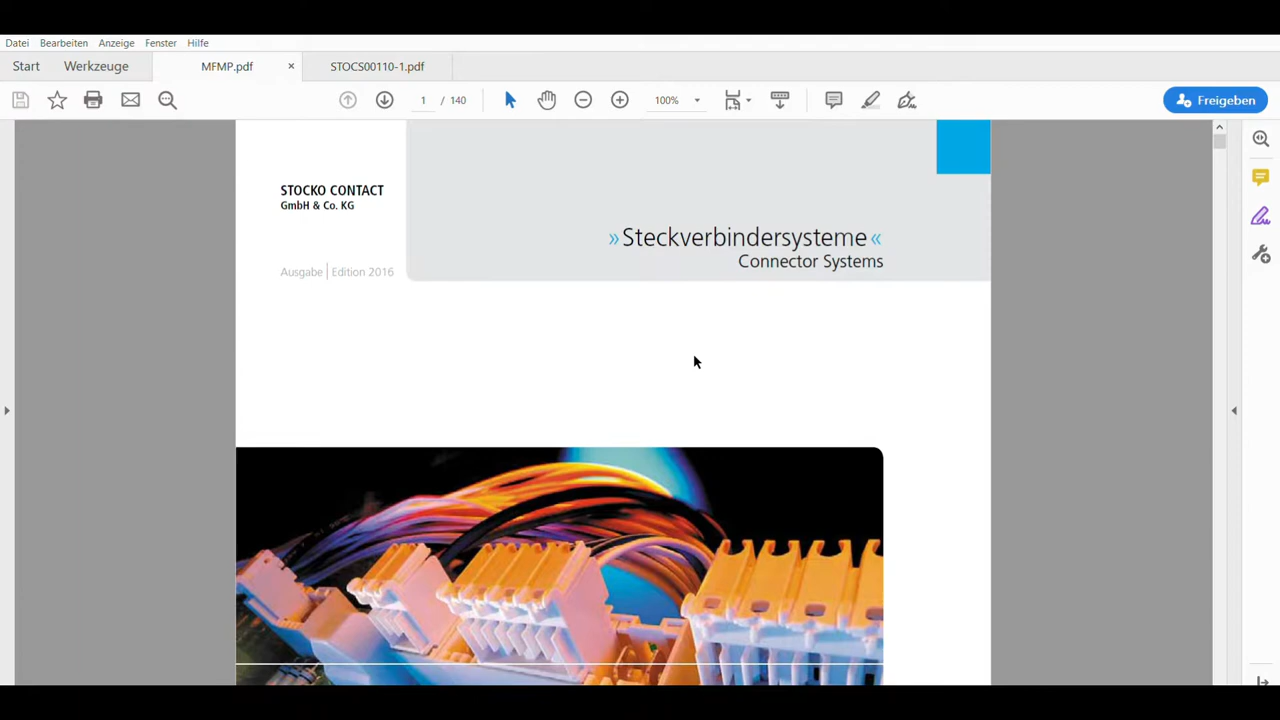 Datei Bearbeiten Anzeige Fenster Hilfe
Start Werkzeuge MFMP.pdf × STOCS00110-1.pdf
1 / 140 100% Freigeben
STOCKO CONTACT
GmbH & Co. KG
»Steckverbindersysteme«
Connector Systems
Ausgabe | Edition 2016